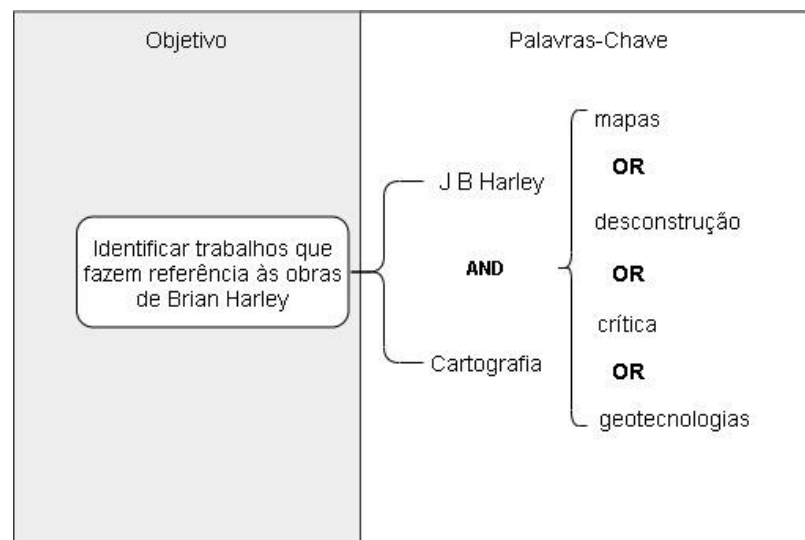 Objetivo
Palavras-Chave
Identificar trabalhos que
fazem referência às obras
de Brian Harley
J B Harley
AND
Cartografia
mapas
OR
desconstrução
OR
crítica
OR
geotecnologias